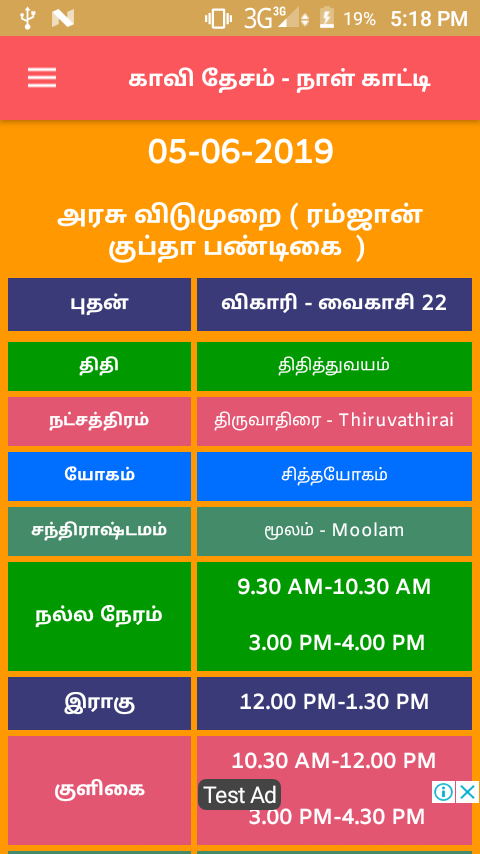 3G 3G 19% 5:18 PM
காவி தேசம் - நாள் காட்டி
05-06-2019
அரசு விடுமுறை ( ரம்ஜான்
குப்தா பண்டிகை )
புதன் விகாரி - வைகாசி 22
திதி திதித்துவயம்
நட்சத்திரம் திருவாதிரை - Thiruvathirai
யோகம் சித்தயோகம்
சந்திராஷ்டமம் மூலம் - Moolam
நல்ல நேரம் 9.30 AM-10.30 AM
3.00 PM-4.00 PM
இராகு 12.00 PM-1.30 PM
குளிகை 10.30 AM-12.00 PM
Test Ad
3.00 PM-4.30 PM